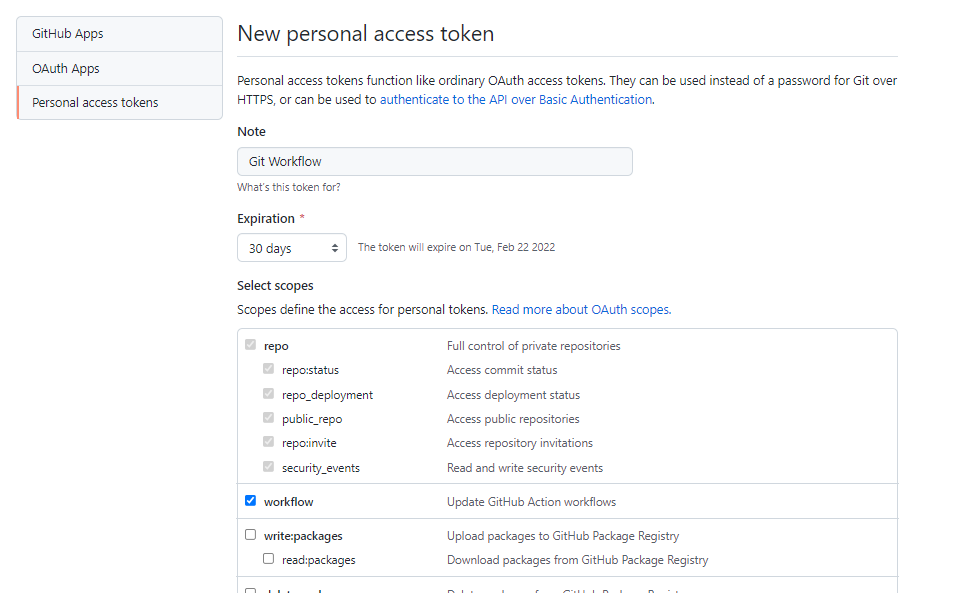 GitHub Apps
OAuth Apps
Personal access tokens
New personal access token
Personal access tokens function like ordinary OAuth access tokens. They can be used instead of a password for Git over
HTTPS, or can be used to authenticate to the API over Basic Authentication.
Note
Git Workflow
What's this token for?
Expiration *
30 days The token will expire on Tue, Feb 22 2022
Select scopes
Scopes define the access for personal tokens. Read more about OAuth scopes.
repo Full control of private repositories
repo:status Access commit status
repo_deployment Access deployment status
public_repo Access public repositories
repo:invite Access repository invitations
security_events Read and write security events
workflow Update GitHub Action workflows
write:packages Upload packages to GitHub Package Registry
read:packages Download packages from GitHub Package Registry